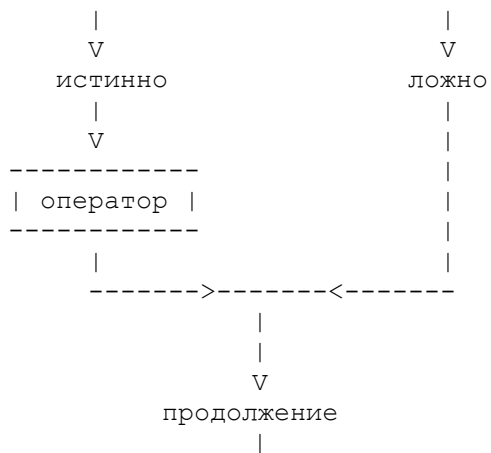 истинно ложно
оператор
продолжение